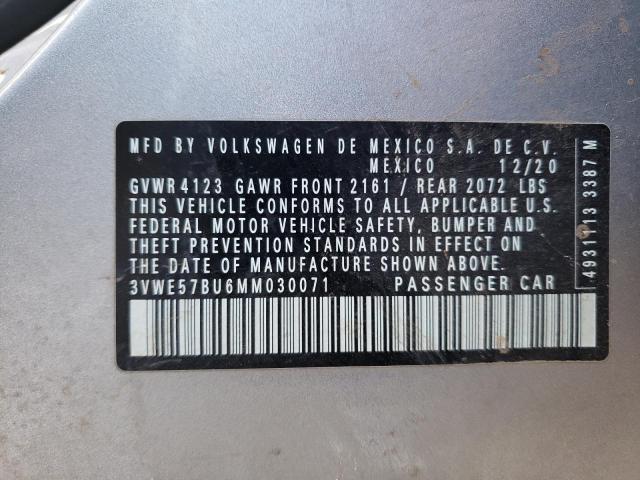 MFD BY VOLKSWAGEN DE MEXICO S.A. DE C.V.
MEXICO 12/20
GVWR 4123 GAWR FRONT 2161 / REAR 2072 LBS
THIS VEHICLE CONFORMS TO ALL APPLICABLE U.S.
FEDERAL MOTOR VEHICLE SAFETY, BUMPER AND
THEFT PREVENTION STANDARDS IN EFFECT ON
THE DATE OF MANUFACTURE SHOWN ABOVE.
3VWE57BU6MM030071 PASSENGER CAR
4931113 3387 M